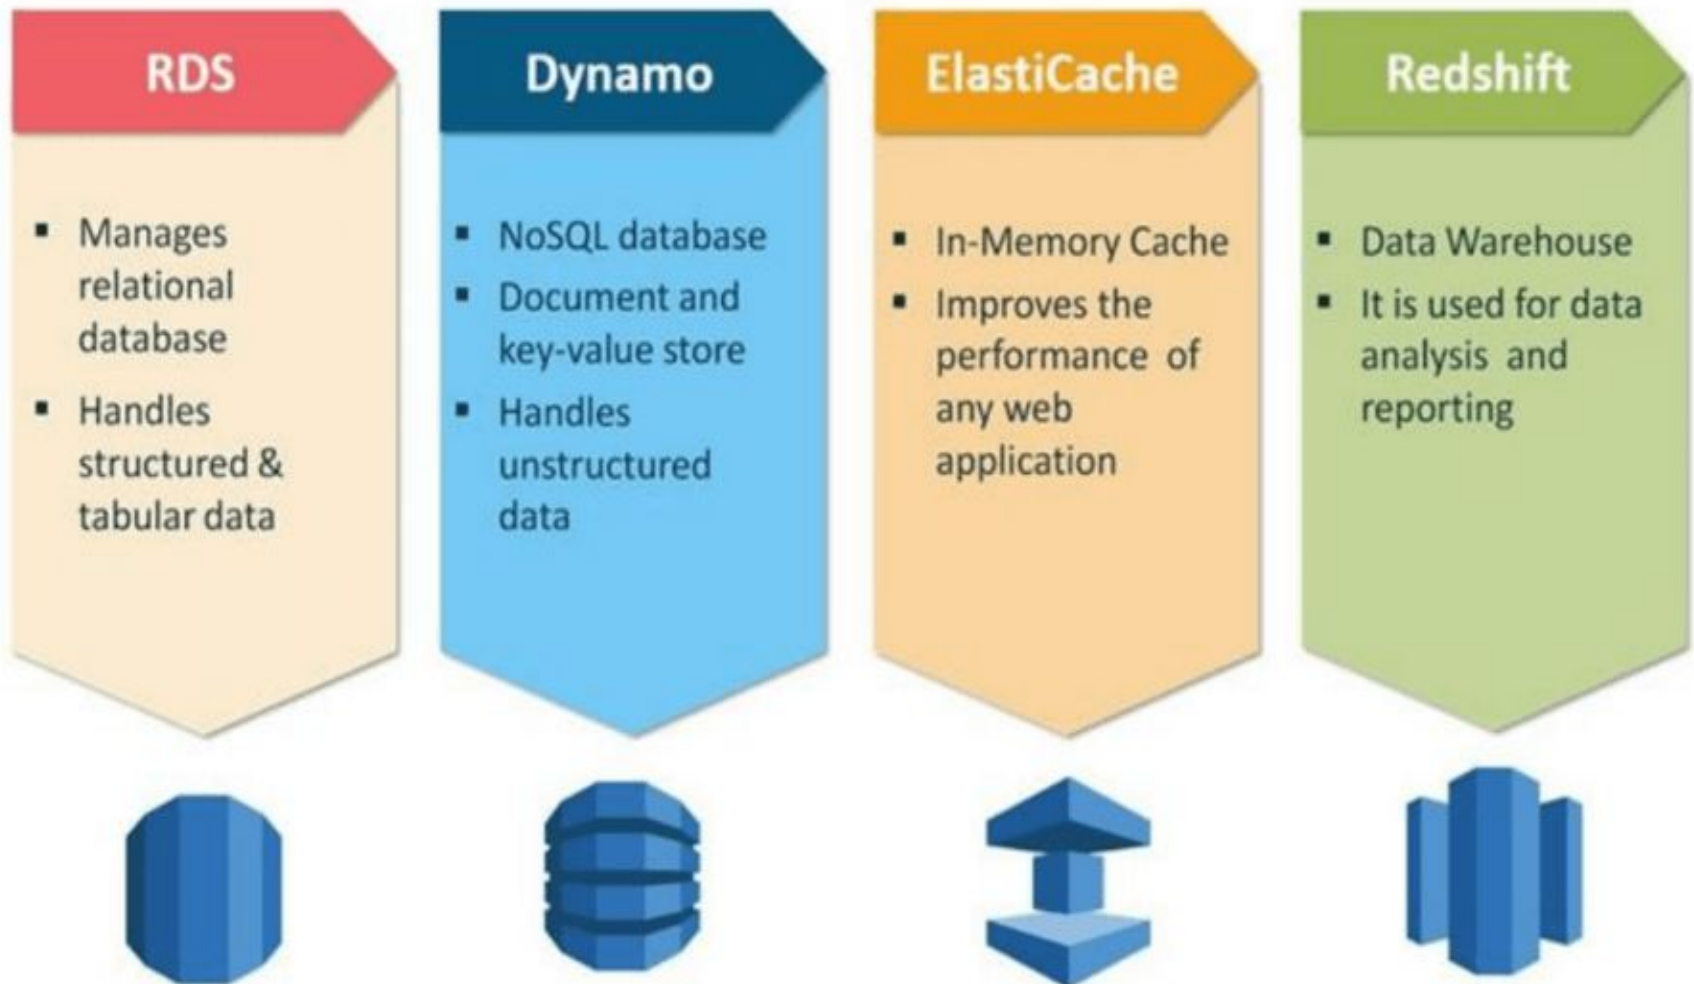 RDS
▪ Manages
relational
database
▪ Handles
structured &
tabular data
Dynamo
▪ NoSQL database
▪ Document and
key-value store
▪ Handles
unstructured
data
ElastiCache
▪ In-Memory Cache
▪ Improves the
performance of
any web
application
Redshift
▪ Data Warehouse
▪ It is used for data
analysis and
reporting